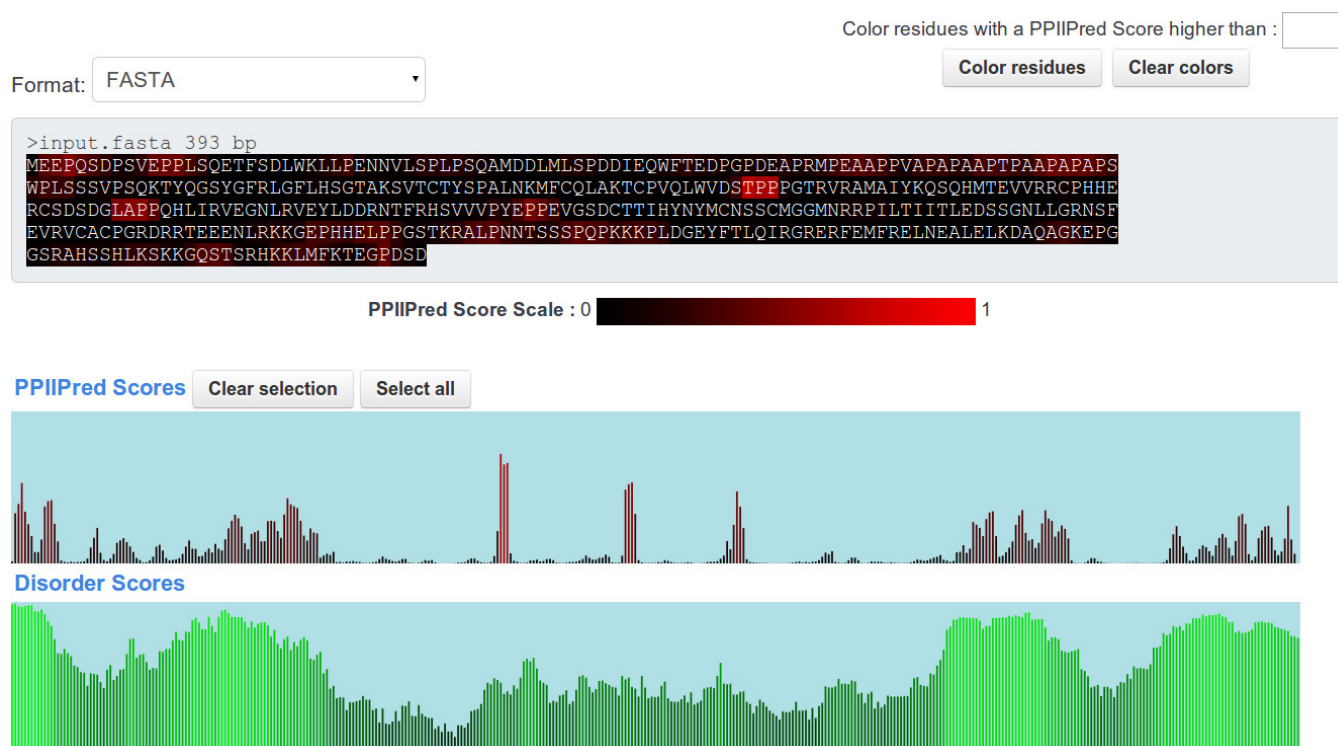 Color residues with a PPIIPred Score higher than :
Format: FASTA
Color residues Clear colors
>input.fasta 393 bp
MEEPQSDPSVEPPLSQETFSDLWKLLPENNVLSPLPSQAMDDLMLSPDDIEQWFTEDPGPDEAPRMPEAAPPVAPAPAAPTPAAPAPAPS
WPLSSSVPSQKTYQGSYGFRLGFLHSGTAKSVTCTYSPALNKMFCQLAKTCPVQLWVDSTPPPGTRVRAMAIYKQSQHMTEVVRRCPHHE
RCSDSDGLAPPQHLIRVEGNLRVEYLDDRNTFRHSVVVPYEPPEVGSDCTTIHYNYMCNSSCMGGMNRRPILTIITLEDSSGNLLGRNSF
EVRVCACPGRDRRTEEENLRKKGEPHHELPPGSTKRALPNNTSSSPQPKKKPLDGEYFTLQIRGRERFEMFRELNEALELKDAQAGKEPG
GSRAHSSHLKSKKGQSTSRHKKLMFKTEGPDSD
PPIIPred Score Scale : 0 1
PPIIPred Scores Clear selection Select all
Disorder Scores